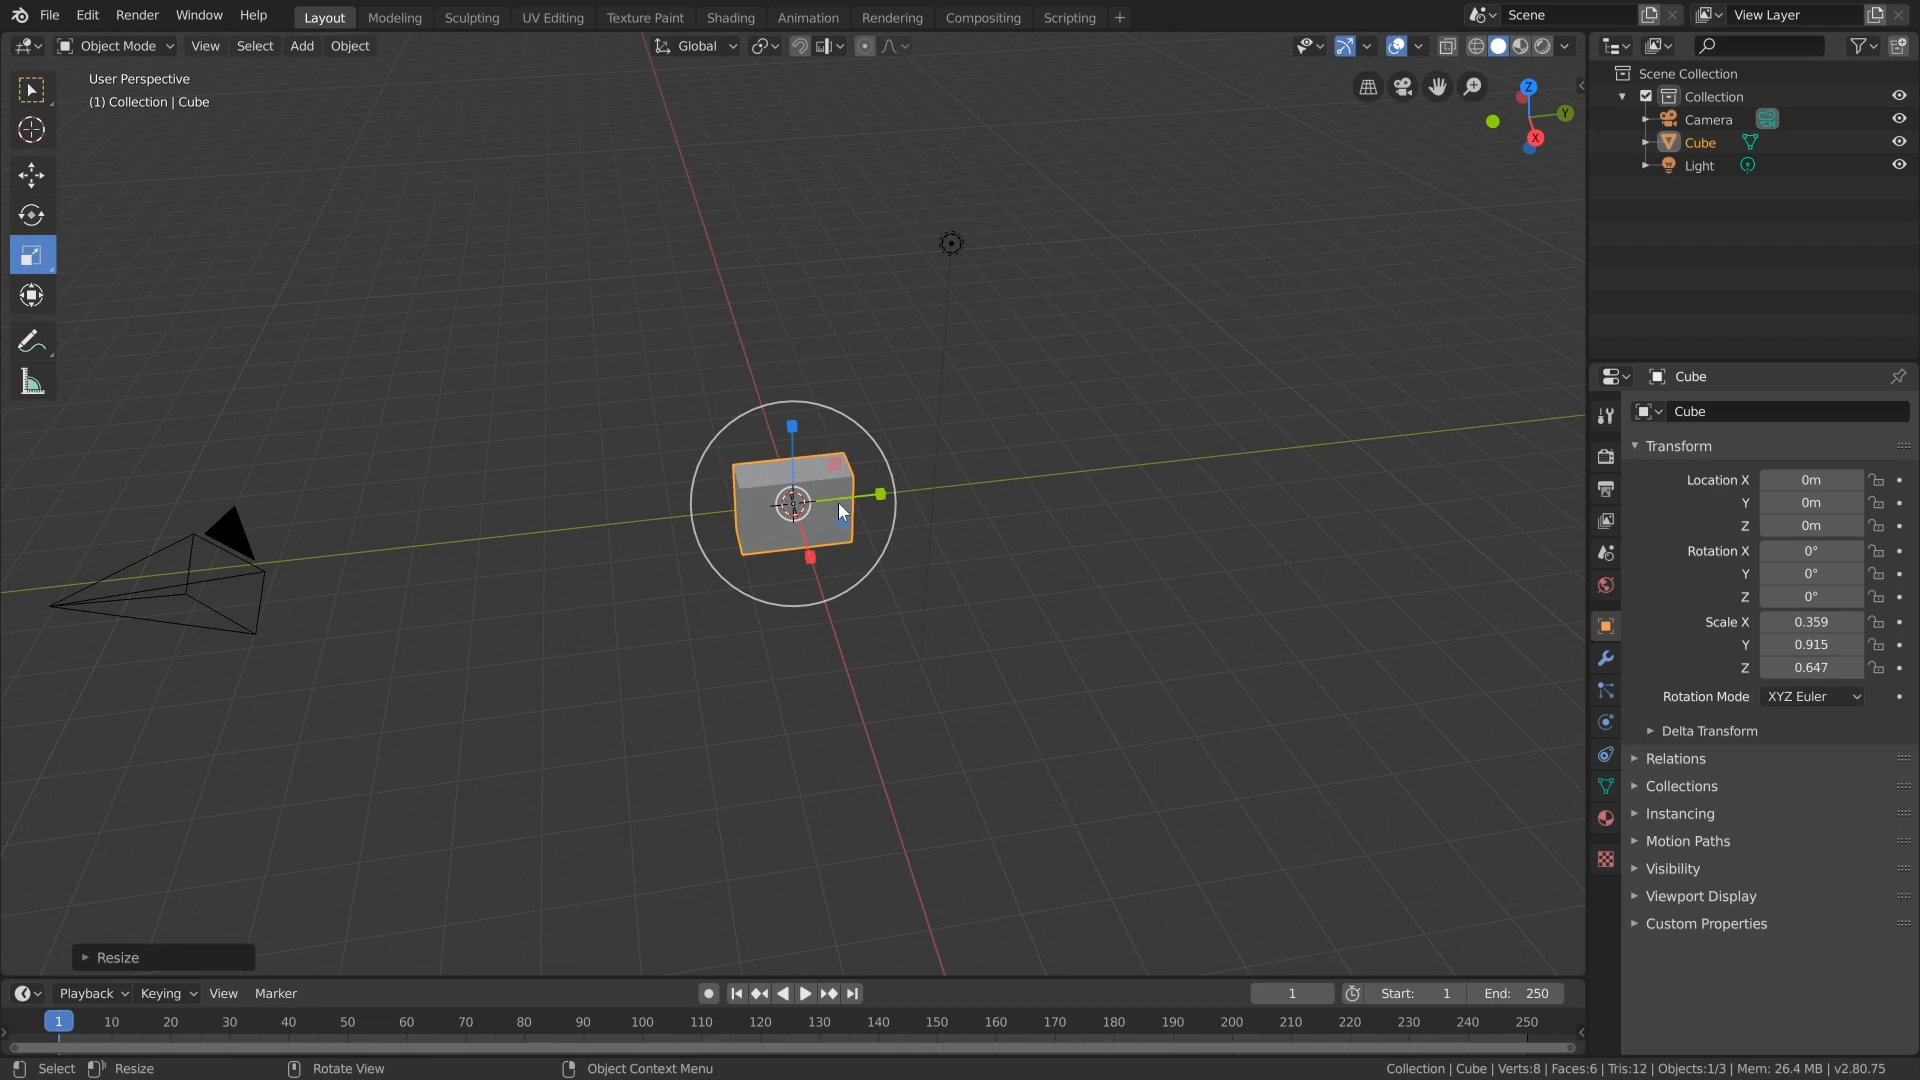 File Edit Render Window Help Layout Modeling Sculpting UV Editing Texture Paint Shading Animation Rendering Compositing Scripting + Scene View Layer
Object Mode View Select Add Object Global
User Perspective
(1) Collection | Cube
Z
Y
X
Scene Collection
Collection
Camera
Cube
Light
Cube
Cube
Transform
Location X 0m
Y 0m
Z 0m
Rotation X 0°
Y 0°
Z 0°
Scale X 0.359
Y 0.915
Z 0.647
Rotation Mode XYZ Euler
Delta Transform
Relations
Collections
Instancing
Motion Paths
Visibility
Viewport Display
Custom Properties
Resize
Playback Keying View Marker 1 Start: 1 End: 250
1 10 20 30 40 50 60 70 80 90 100 110 120 130 140 150 160 170 180 190 200 210 220 230 240 250
Select Resize Rotate View Object Context Menu Collection | Cube | Verts:8 | Faces:6 | Tris:12 | Objects:1/3 | Mem: 26.4 MB | v2.80.75